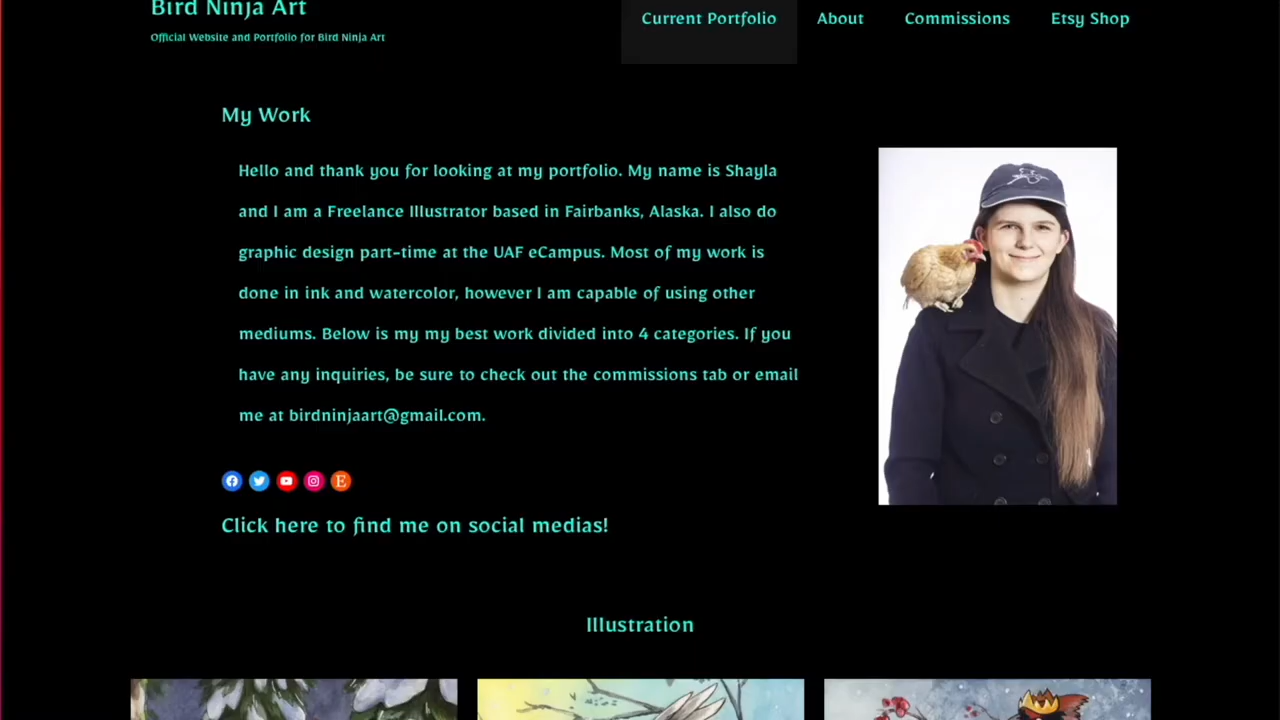 Bird Ninja Art
Official Website and Portfolio for Bird Ninja Art
Current Portfolio
About
Commissions
Etsy Shop
My Work
Hello and thank you for looking at my portfolio. My name is Shayla
and I am a Freelance Illustrator based in Fairbanks, Alaska. I also do
graphic design part-time at the UAF eCampus. Most of my work is
done in ink and watercolor, however I am capable of using other
mediums. Below is my my best work divided into 4 categories. If you
have any inquiries, be sure to check out the commissions tab or email
me at birdninjaart@gmail.com.
Click here to find me on social medias!
Illustration